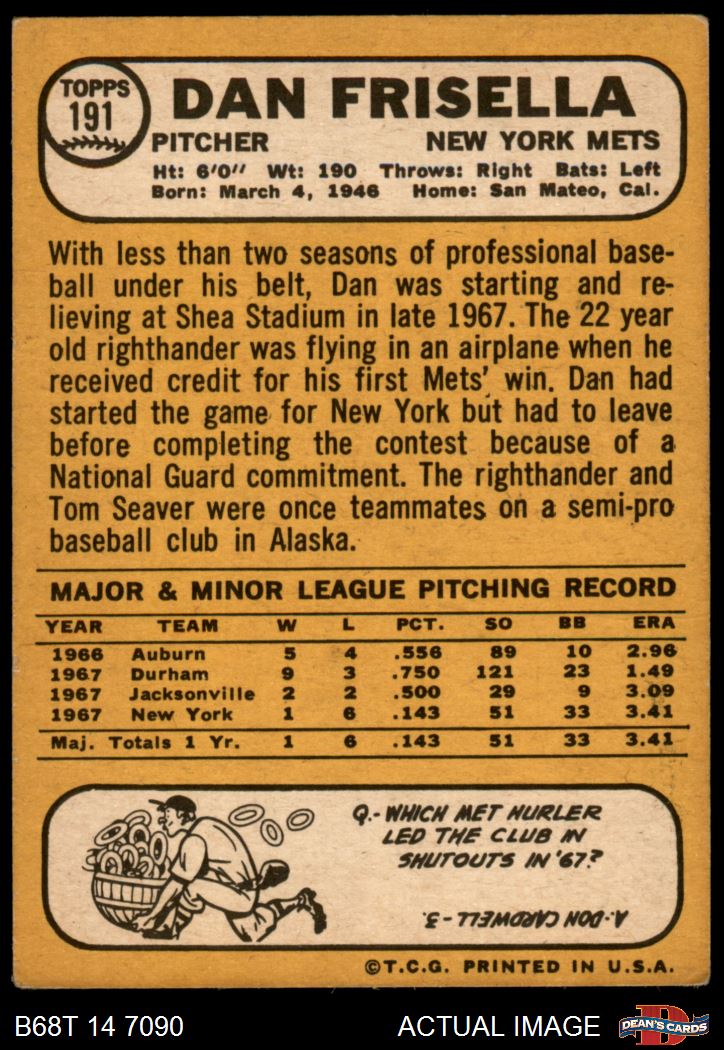 TOPPS
191
DAN FRISELLA
PITCHER NEW YORK METS
Ht: 6'0" Wt: 190 Throws: Right Bats: Left
Born: March 4, 1946 Home: San Mateo, Cal.
With less than two seasons of professional base-
ball under his belt, Dan was starting and re-
lieving at Shea Stadium in late 1967. The 22 year
old righthander was flying in an airplane when he
received credit for his first Mets' win. Dan had
started the game for New York but had to leave
before completing the contest because of a
National Guard commitment. The righthander and
Tom Seaver were once teammates on a semi-pro
baseball club in Alaska.
MAJOR & MINOR LEAGUE PITCHING RECORD
YEAR TEAM W L PCT. SO BB ERA
1966 Auburn 5 4 .556 89 10 2.96
1967 Durham 9 3 .750 121 23 1.49
1967 Jacksonville 2 2 .500 29 9 3.09
1967 New York 1 6 .143 51 33 3.41
Maj. Totals 1 Yr. 1 6 .143 51 33 3.41
Q.- WHICH MET HURLER
LED THE CLUB IN
SHUTOUTS IN '67?
A.- DON CARDWELL - 3.
©T.C.G. PRINTED IN U.S.A.
B68T 14 7090 ACTUAL IMAGE
D
DEAN'S CARDS